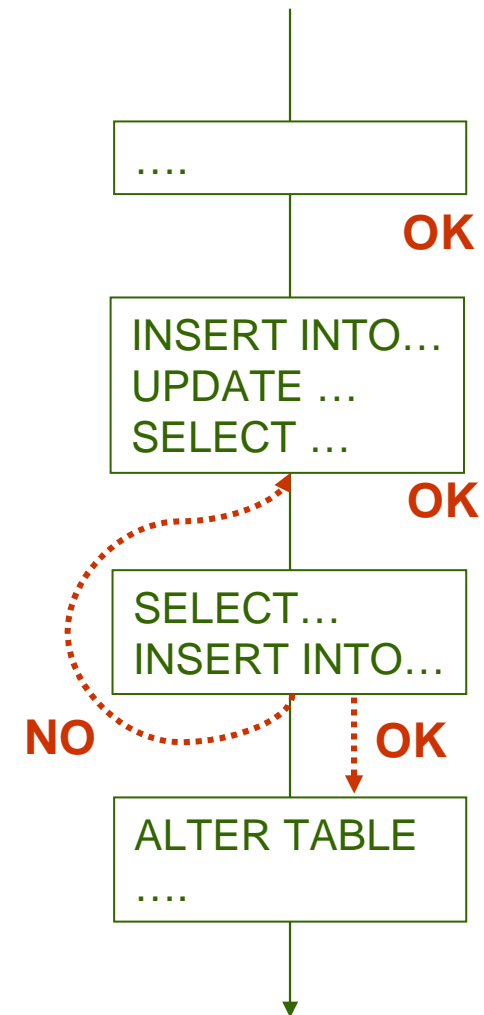 ….
OK
INSERT INTO…
UPDATE …
SELECT …
OK
SELECT…
INSERT INTO…
NO
OK
ALTER TABLE
….